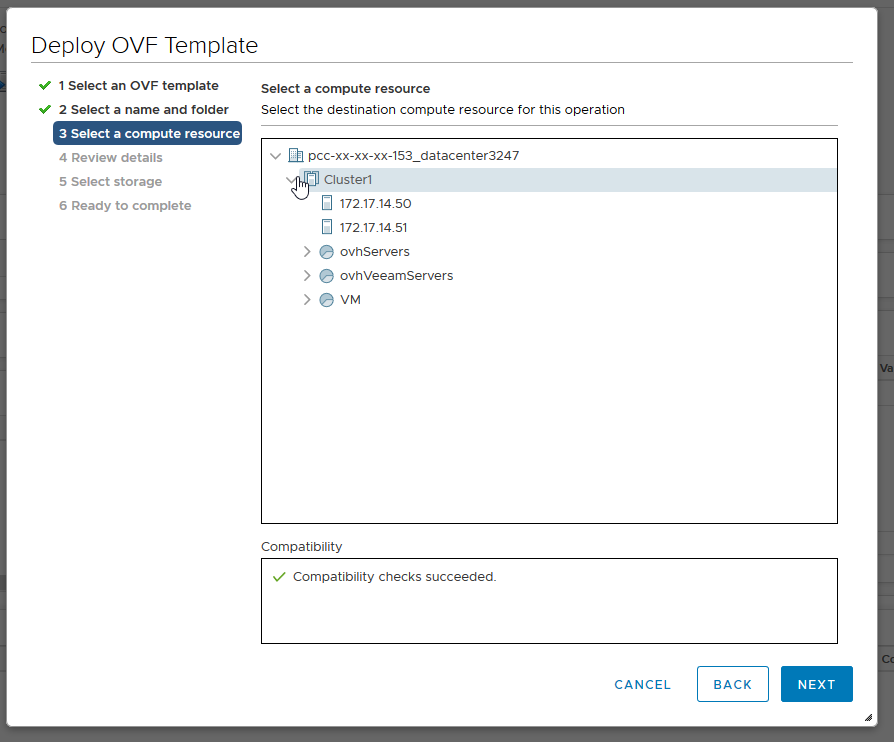 Deploy OVF Template
1 Select an OVF template
2 Select a name and folder
3 Select a compute resource
4 Review details
5 Select storage
6 Ready to complete
Select a compute resource
Select the destination compute resource for this operation
pcc-xx-xx-xx-153_datacenter3247
Cluster1
172.17.14.50
172.17.14.51
ovhServers
ovhVeeamServers
VM
Compatibility
Compatibility checks succeeded.
CANCEL
BACK
NEXT